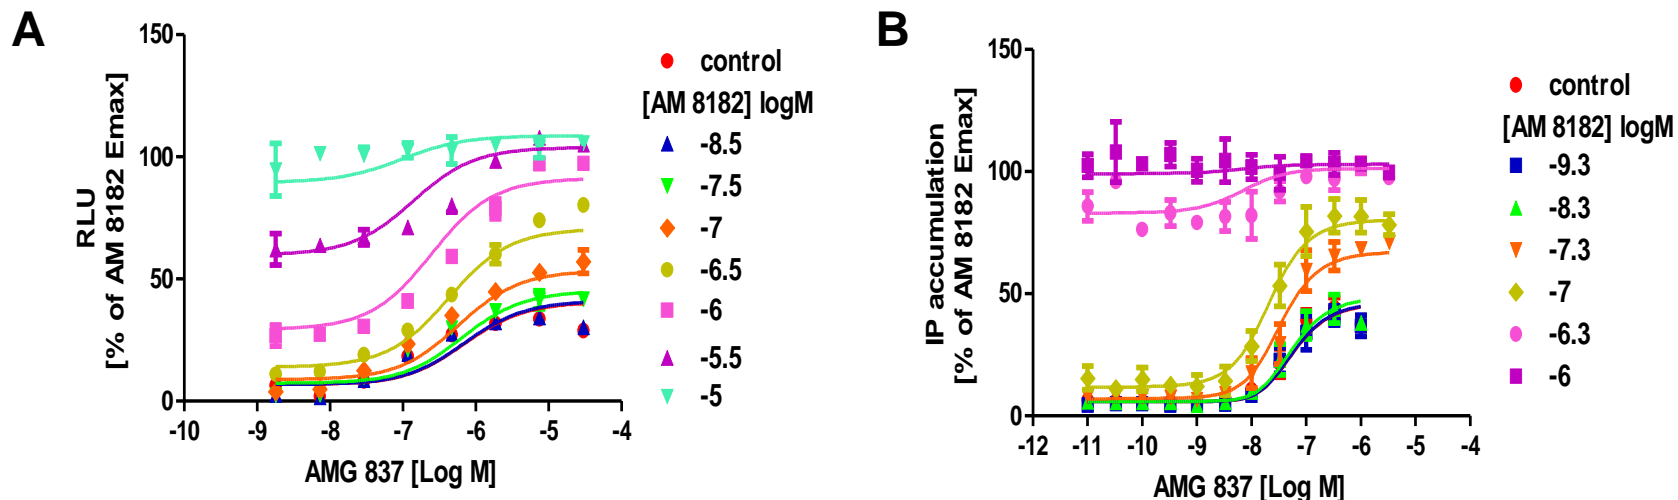 A
RLU
[% of AM 8182 Emax]
150
100
50
0
-10 -9 -8 -7 -6 -5 -4
AMG 837 [Log M]
control
[AM 8182] logM
-8.5
-7.5
-7
-6.5
-6
-5.5
-5
B
IP accumulation
[% of AM 8182 Emax]
150
100
50
0
-12 -11 -10 -9 -8 -7 -6 -5 -4
AMG 837 [Log M]
control
[AM 8182] logM
-9.3
-8.3
-7.3
-7
-6.3
-6